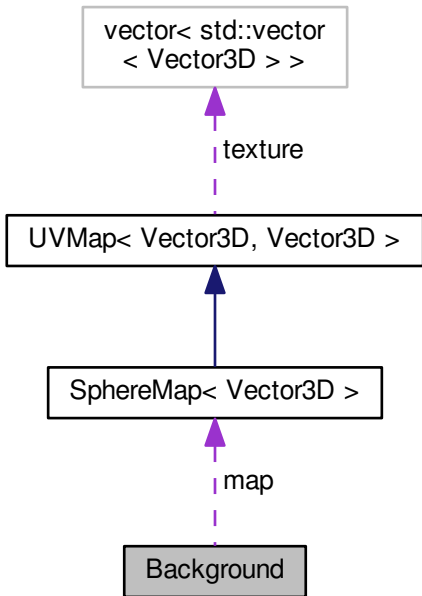 vector< std::vector
< Vector3D > >
texture
UVMap< Vector3D, Vector3D >
SphereMap< Vector3D >
map
Background